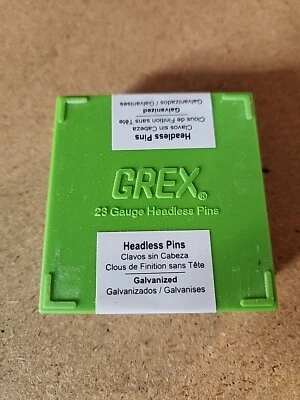 Headless Pins
Clavos sin Cabeza
Clous de Finition sans Tête
Galvanized
Galvanizados / Galvanises
GREX®
23 Gauge Headless Pins
Headless Pins
Clavos sin Cabeza
Clous de Finition sans Tête
Galvanized
Galvanizados / Galvanises